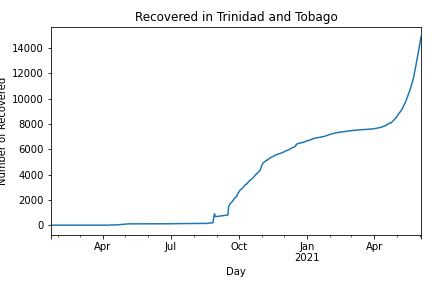 Recovered in Trinidad and Tobago
Number of Recovered
14000
12000
10000
8000
6000
4000
2000
0
Apr
Jul
Oct
Jan
2021
Apr
Day